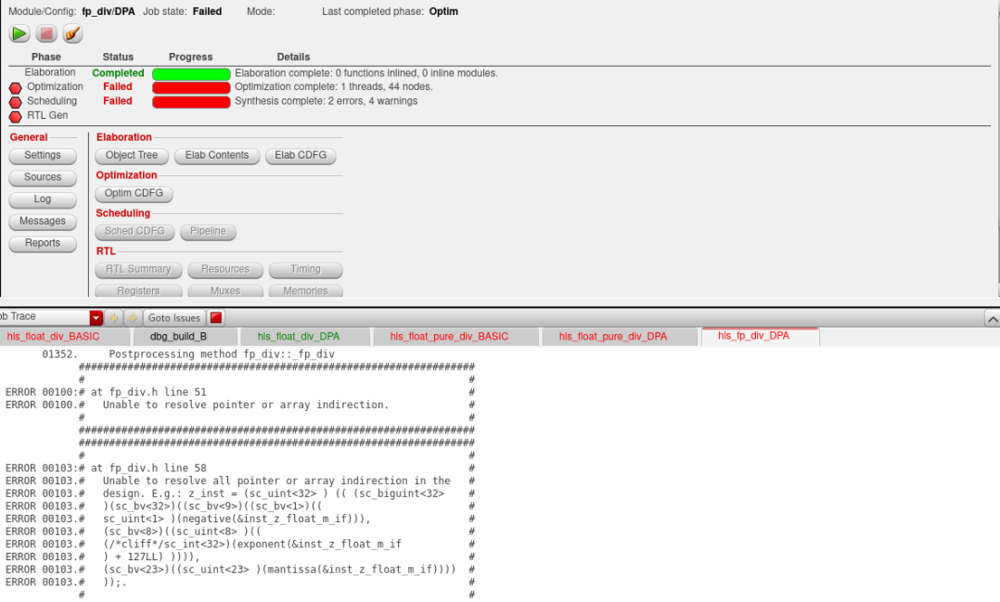 Module/Config: fp_div/DPA Job state: Failed Mode: Last completed phase: Optim
Phase Status Progress Details
Elaboration Completed Elaboration complete: 0 functions inlined, 0 inline modules.
Optimization Failed Optimization complete: 1 threads, 44 nodes.
Scheduling Failed Synthesis complete: 2 errors, 4 warnings
RTL Gen
General Elaboration
Settings Object Tree Elab Contents Elab CDFG
Optimization
Sources
Optim CDFG
Log
Scheduling
Messages Sched CDFG Pipeline
Reports
RTL
RTL Summary Resources Timing
Registers Muxes Memories
ob Trace Goto Issues
hls_float_div_BASIC dbg_build_B hls_float_div_DPA hls_float_pure_div_BASIC hls_float_pure_div_DPA hls_fp_div_DPA
01352. Postprocessing method fp_div::_fp_div
#################################################################
# #
ERROR 00100:# at fp_div.h line 51 #
ERROR 00100.# Unable to resolve pointer or array indirection. #
# #
#################################################################
#################################################################
# #
ERROR 00103:# at fp_div.h line 58 #
ERROR 00103.# Unable to resolve all pointer or array indirection in the #
ERROR 00103.# design. E.g.: z_inst = (sc_uint<32> ) (( (sc_biguint<32> #
ERROR 00103.# )(sc_bv<32>)((sc_bv<9>)((sc_bv<1>)(( #
ERROR 00103.# sc_uint<1> )(negative(&inst_z_float_m_if))), #
ERROR 00103.# (sc_bv<8>)((sc_uint<8> )(( #
ERROR 00103.# (/*cliff*/sc_int<32>)(exponent(&inst_z_float_m_if #
ERROR 00103.# ) + 127LL) )))), #
ERROR 00103.# (sc_bv<23>)((sc_uint<23> )(mantissa(&inst_z_float_m_if)))) #
ERROR 00103.# ));. #
# #